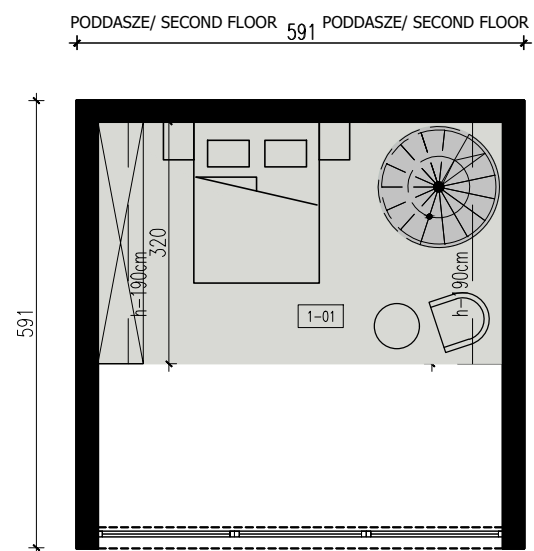 PODDASZE/ SECOND FLOOR PODDASZE/ SECOND FLOOR
591
591
320
h=190cm
h=190cm
1-01